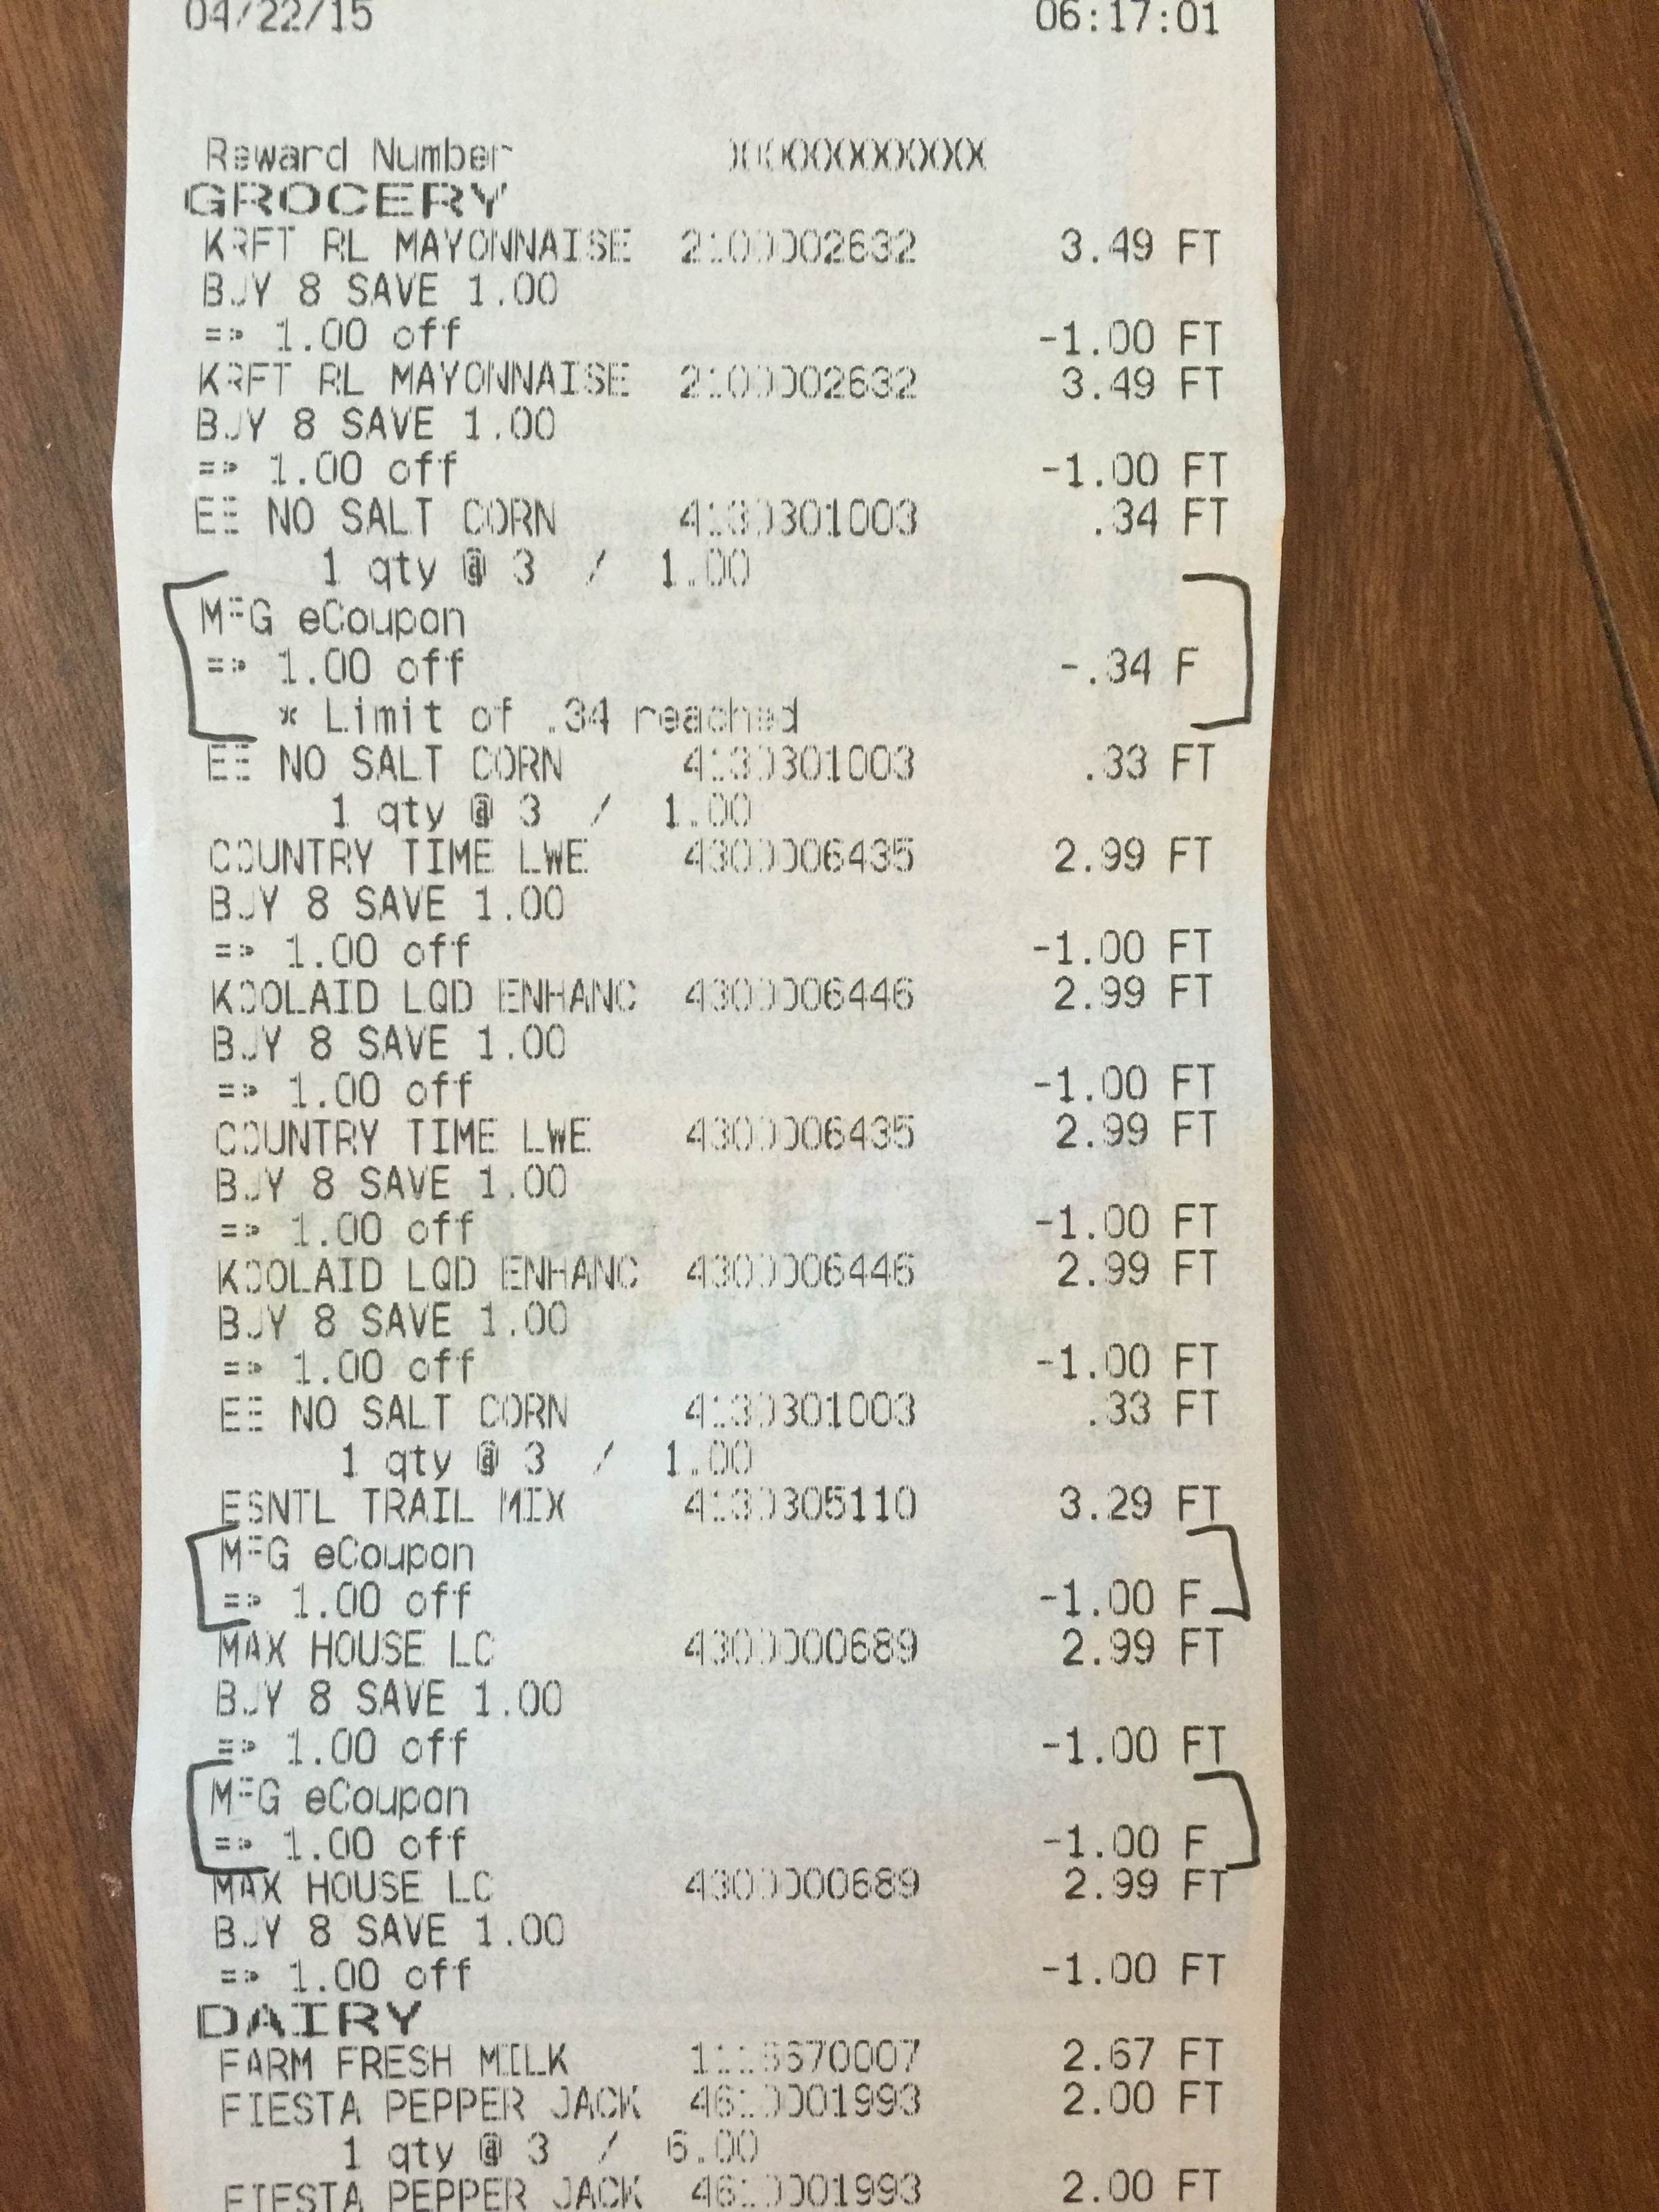 04/22/15 06:17:01
Reward Number XXXXXXXXXXX
GROCERY
KRFT RL MAYONNAISE 2100002632 3.49 FT
BUY 8 SAVE 1.00
=> 1.00 off -1.00 FT
KRFT RL MAYONNAISE 2100002632 3.49 FT
BUY 8 SAVE 1.00
=> 1.00 off -1.00 FT
EE NO SALT CORN 4130301003 .34 FT
1 qty @ 3 / 1.00
MFG eCoupon
=> 1.00 off -.34 F
* Limit of .34 reached
EE NO SALT CORN 4130301003 .33 FT
1 qty @ 3 / 1.00
COUNTRY TIME LWE 4300006435 2.99 FT
BUY 8 SAVE 1.00
=> 1.00 off -1.00 FT
KOOLAID LQD ENHANC 4300006446 2.99 FT
BUY 8 SAVE 1.00
=> 1.00 off -1.00 FT
COUNTRY TIME LWE 4300006435 2.99 FT
BUY 8 SAVE 1.00
=> 1.00 off -1.00 FT
KOOLAID LQD ENHANC 4300006446 2.99 FT
BUY 8 SAVE 1.00
=> 1.00 off -1.00 FT
EE NO SALT CORN 4130301003 .33 FT
1 qty @ 3 / 1.00
ESNTL TRAIL MIX 4130305110 3.29 FT
MFG eCoupon
=> 1.00 off -1.00 F
MAX HOUSE LC 4300000689 2.99 FT
BUY 8 SAVE 1.00
=> 1.00 off -1.00 FT
MFG eCoupon
=> 1.00 off -1.00 F
MAX HOUSE LC 4300000689 2.99 FT
BUY 8 SAVE 1.00
=> 1.00 off -1.00 FT
DAIRY
FARM FRESH MILK 2.67 FT
FIESTA PEPPER JACK 4610001993 2.00 FT
1 qty @ 3 / 6.00
FIESTA PEPPER JACK 4610001993 2.00 FT